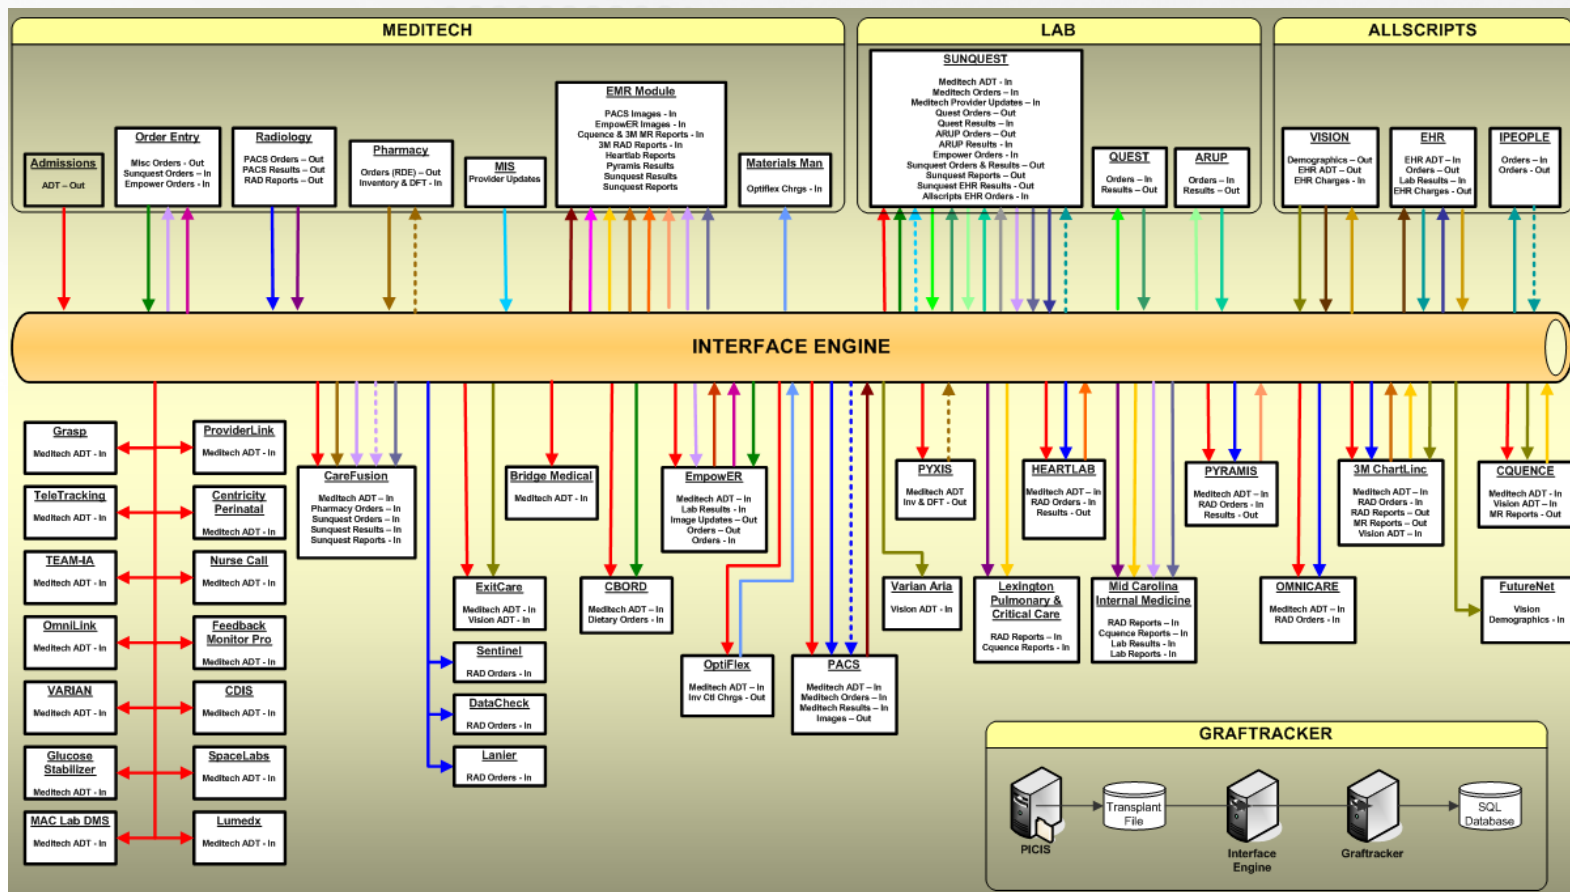 MEDITECH
LAB
ALLSCRIPTS
Admissions
ADT – Out
Order Entry
Misc Orders - Out
Sunquest Orders – In
Empower Orders - In
Radiology
PACS Orders – Out
PACS Results – Out
RAD Reports – Out
Pharmacy
Orders (RDE) – Out
Inventory & DFT - In
MIS
Provider Updates
EMR Module
PACS Images - In
EmpowER Images - In
Cquence & 3M MR Reports - In
3M RAD Reports - In
Heartlab Reports
Pyramis Results
Sunquest Results
Sunquest Reports
Materials Man
Optiflex Chrgs - In
SUNQUEST
Meditech ADT - In
Meditech Orders – In
Meditech Provider Updates – In
Quest Orders – Out
Quest Results – In
ARUP Orders – Out
ARUP Results – In
Empower Orders - In
Sunquest Orders & Results – Out
Sunquest Reports – Out
Sunquest EHR Results - Out
Allscripts EHR Orders - In
QUEST
Orders – In
Results – Out
ARUP
Orders – In
Results – Out
VISION
Demographics – Out
EHR ADT – Out
EHR Charges - In
EHR
EHR ADT – In
Orders – Out
Lab Results - In
EHR Charges – Out
IPEOPLE
Orders - In
Orders - Out
INTERFACE ENGINE
Grasp
Meditech ADT - In
ProviderLink
Meditech ADT - In
TeleTracking
Meditech ADT - In
Centricity
Perinatal
Meditech ADT - In
TEAM-IA
Meditech ADT - In
Nurse Call
Meditech ADT - In
OmniLink
Meditech ADT - In
Feedback
Monitor Pro
Meditech ADT - In
VARIAN
Meditech ADT - In
CDIS
Meditech ADT - In
Glucose
Stabilizer
Meditech ADT - In
SpaceLabs
Meditech ADT - In
MAC Lab DMS
Meditech ADT - In
Lumedx
Meditech ADT - In
CareFusion
Meditech ADT – In
Pharmacy Orders – In
Sunquest Orders – In
Sunquest Results – In
Sunquest Reports – In
ExitCare
Meditech ADT - In
Vision ADT - In
Sentinel
RAD Orders - In
DataCheck
RAD Orders - In
Lanier
RAD Orders - In
Bridge Medical
Meditech ADT - In
CBORD
Meditech ADT – In
Dietary Orders - In
EmpowER
Meditech ADT – In
Lab Results - In
Image Updates – Out
Orders – Out
Orders - In
OptiFlex
Meditech ADT – In
Inv Ctl Chrgs - Out
PACS
Meditech ADT – In
Meditech Orders – In
Meditech Results – In
Images – Out
PYXIS
Meditech ADT
Inv & DFT - Out
Varian Aria
Vision ADT - In
HEARTLAB
Meditech ADT – in
RAD Orders - In
Results - Out
Lexington
Pulmonary &
Critical Care
RAD Reports – In
Cquence Reports - In
Mid Carolina
Internal Medicine
RAD Reports – In
Cquence Reports – In
Lab Results - In
Lab Reports - In
PYRAMIS
Meditech ADT – In
RAD Orders - In
Results - Out
OMNICARE
Meditech ADT – In
RAD Orders - In
3M ChartLinc
Meditech ADT – in
RAD Orders - In
RAD Reports – Out
MR Reports – Out
Vision ADT – In
CQUENCE
Meditech ADT – In
Vision ADT – In
MR Reports - Out
FutureNet
Vision
Demographics - In
GRAFTRACKER
PICIS
Transplant
File
Interface
Engine
Graftracker
SQL
Database